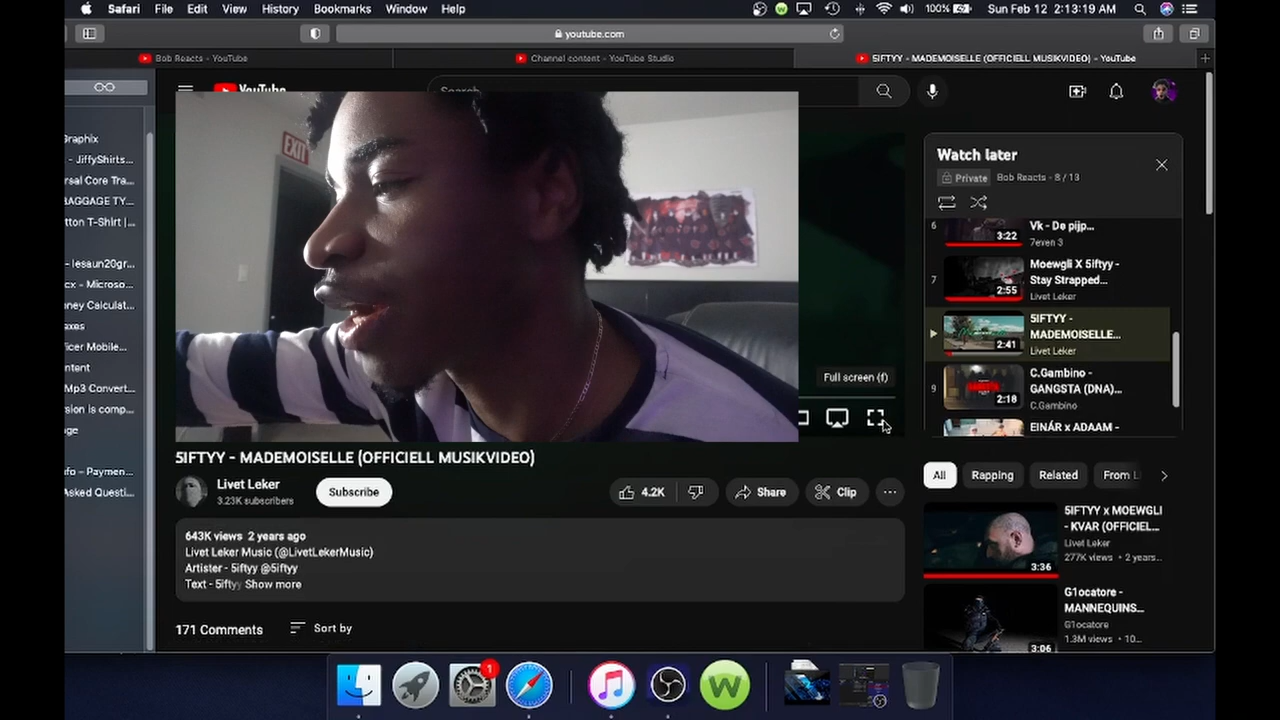 Safari File Edit View History Bookmarks Window Help
100% Sun Feb 12 2:13:19 AM
youtube.com
Bob Reacts - YouTube
Channel content - YouTube Studio
5IFTYY - MADEMOISELLE (OFFICIELL MUSIKVIDEO) - YouTube
YouTube
Search
EXIT
Graphix
- JiffyShirts...
rsal Core Tra...
BAGGAGE TY...
tton T-Shirt |...
- lesaun20gr...
cx - Microso...
ney Calculat...
axes
icer Mobile...
ntent
Mp3 Convert...
rsion is comp...
ge
nfo - Paymen...
Asked Questi...
Watch later
Private Bob Reacts - 8 / 13
6
3:22
Vk - De pijp...
7even 3
7
2:55
Moewgli X 5iftyy -
Stay Strapped...
Livet Leker
2:41
5IFTYY -
MADEMOISELLE...
Livet Leker
9
2:18
C.Gambino -
GANGSTA (DNA)...
C.Gambino
EINÁR x ADAAM -
Full screen (f)
5IFTYY - MADEMOISELLE (OFFICIELL MUSIKVIDEO)
Livet Leker
3.23K subscribers
Subscribe
4.2K
Share
Clip
643K views 2 years ago
Livet Leker Music (@LivetLekerMusic)
Artister - 5iftyy @5iftyy
Text - 5iftyy Show more
171 Comments
Sort by
All Rapping Related From L
3:36
5IFTYY x MOEWGLI
- KVAR (OFFICIEL...
Livet Leker
277K views • 2 years...
3:06
G1ocatore -
MANNEQUINS...
G1ocatore
1.3M views • 10...
1